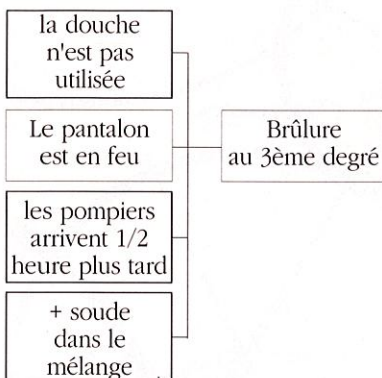 la douche
n'est pas
utilisée
Le pantalon
est en feu
Brûlure
au 3ème degré
les pompiers
arrivent 1/2
heure plus tard
+ soude
dans le
mélange